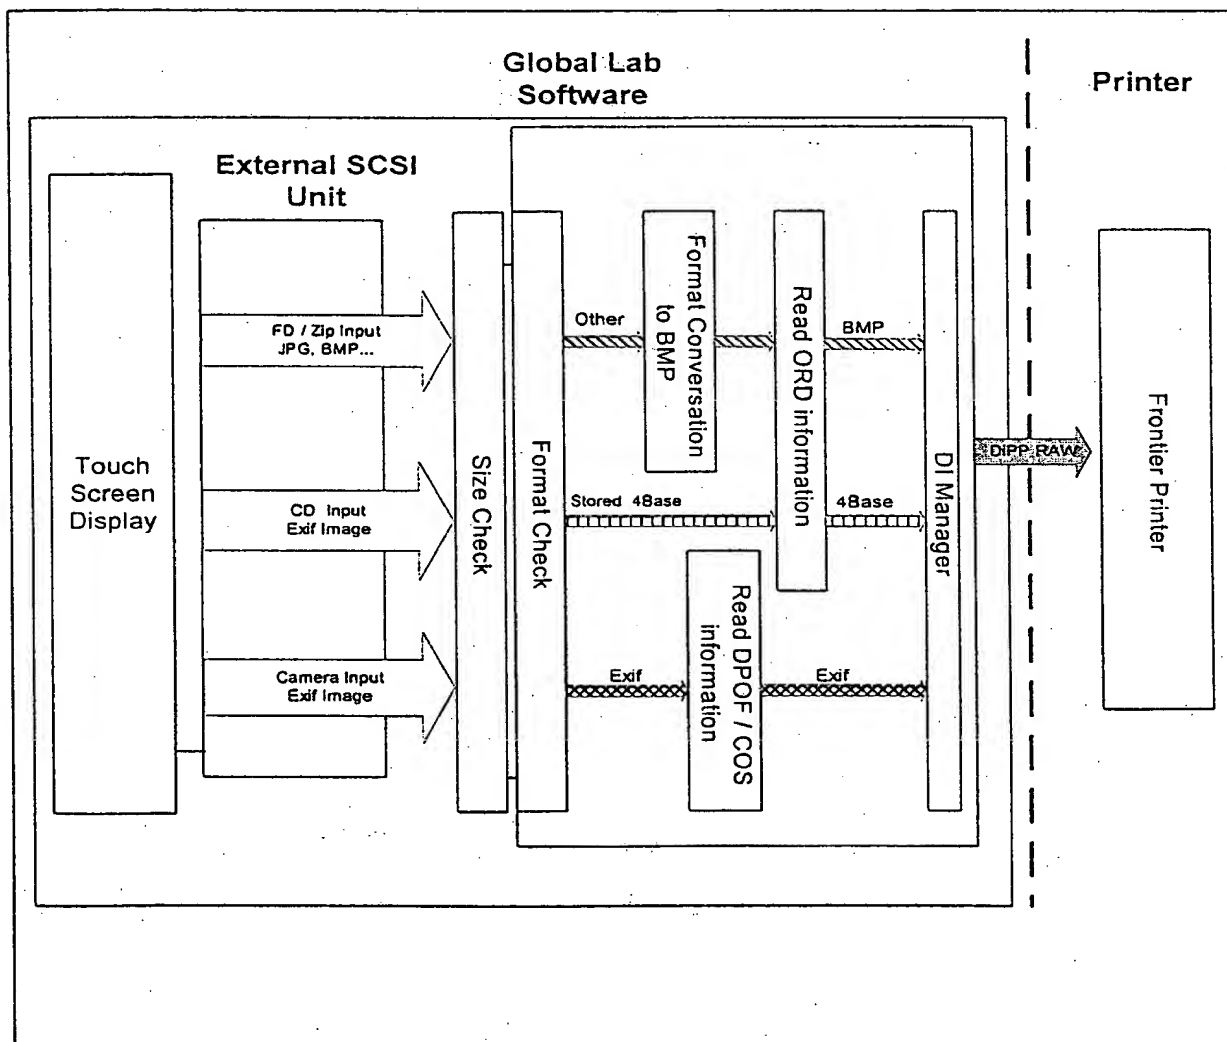 Global Lab
Software
Printer
External SCSI
Unit
Touch
Screen
Display
FD / Zip Input
JPG, BMP...
CD Input
Exif Image
Camera Input
Exif Image
Size Check
Format Check
Other
Format Conversation
to BMP
Read ORD information
BMP
Stored 4Base
4Base
Exif
Read DPOF / COS
information
Exif
DI Manager
DiPP RAW
Frontier Printer